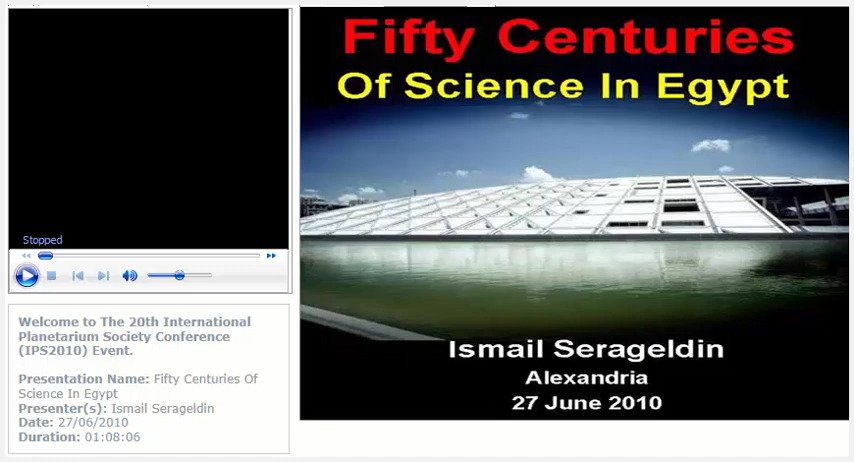 Fifty Centuries
Of Science In Egypt
Ismail Serageldin
Alexandria
27 June 2010
Stopped
Welcome to The 20th International
Planetarium Society Conference
(IPS2010) Event.
Presentation Name: Fifty Centuries Of
Science In Egypt
Presenter(s): Ismail Serageldin
Date: 27/06/2010
Duration: 01:08:06